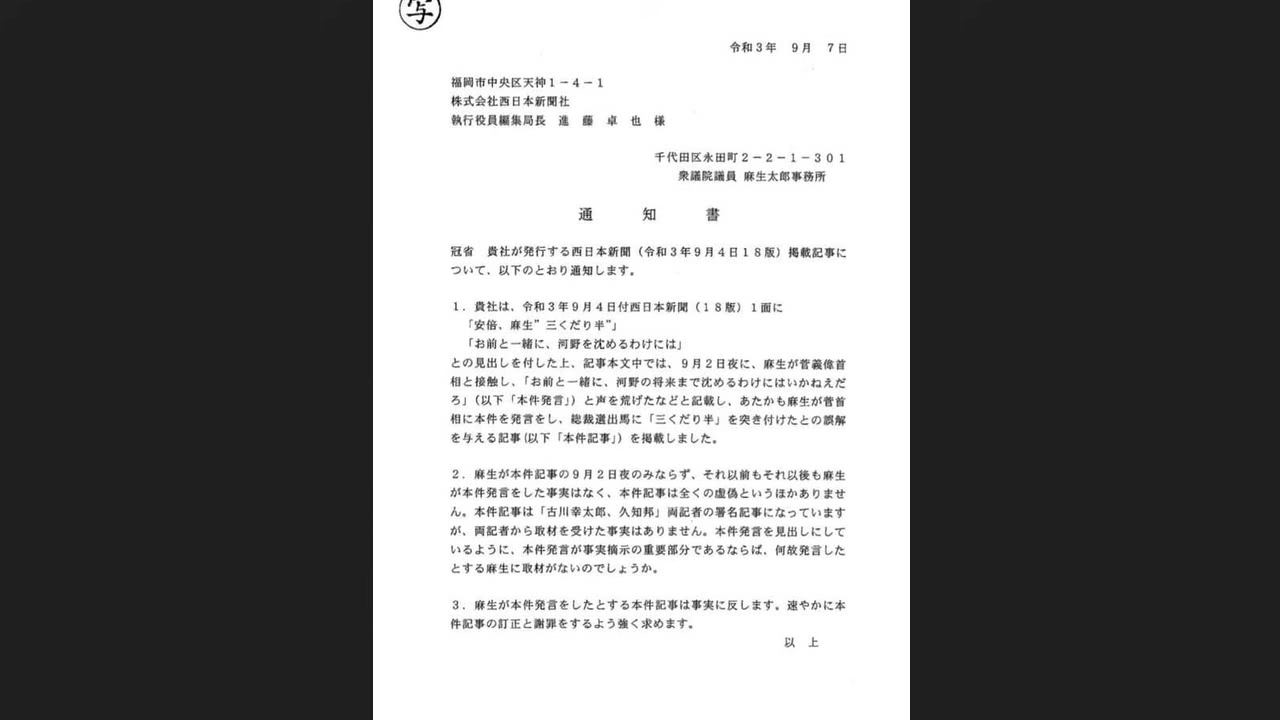 写
令和3年 9月 7日
福岡市中央区天神1-4-1
株式会社西日本新聞社
執行役員編集局長 進 藤 卓 也 様
千代田区永田町2-2-1-301
衆議院議員 麻生太郎事務所
通 知 書
冠省 貴社が発行する西日本新聞(令和3年9月4日18版)掲載記事に
ついて、以下のとおり通知します。
1.貴社は、令和3年9月4日付西日本新聞(18版)1面に
「安倍、麻生”三くだり半”」
「お前と一緒に、河野を沈めるわけには」
との見出しを付した上、記事本文中では、9月2日夜に、麻生が菅義偉首
相と接触し、「お前と一緒に、河野の将来まで沈めるわけにはいかねえだ
ろ」(以下「本件発言」)と声を荒げたなどと記載し、あたかも麻生が菅首
相に本件を発言をし、総裁選出馬に「三くだり半」を突き付けたとの誤解
を与える記事(以下「本件記事」)を掲載しました。
2.麻生が本件記事の9月2日夜のみならず、それ以前もそれ以後も麻生
が本件発言をした事実はなく、本件記事は全くの虚偽というほかありませ
ん。本件記事は「古川幸太郎、久知邦」両記者の署名記事になっています
が、両記者から取材を受けた事実はありません。本件発言を見出しにして
いるように、本件発言が事実摘示の重要部分であるならば、何故発言した
とする麻生に取材がないのでしょうか。
3.麻生が本件発言をしたとする本件記事は事実に反します。速やかに本
件記事の訂正と謝罪をするよう強く求めます。
以 上